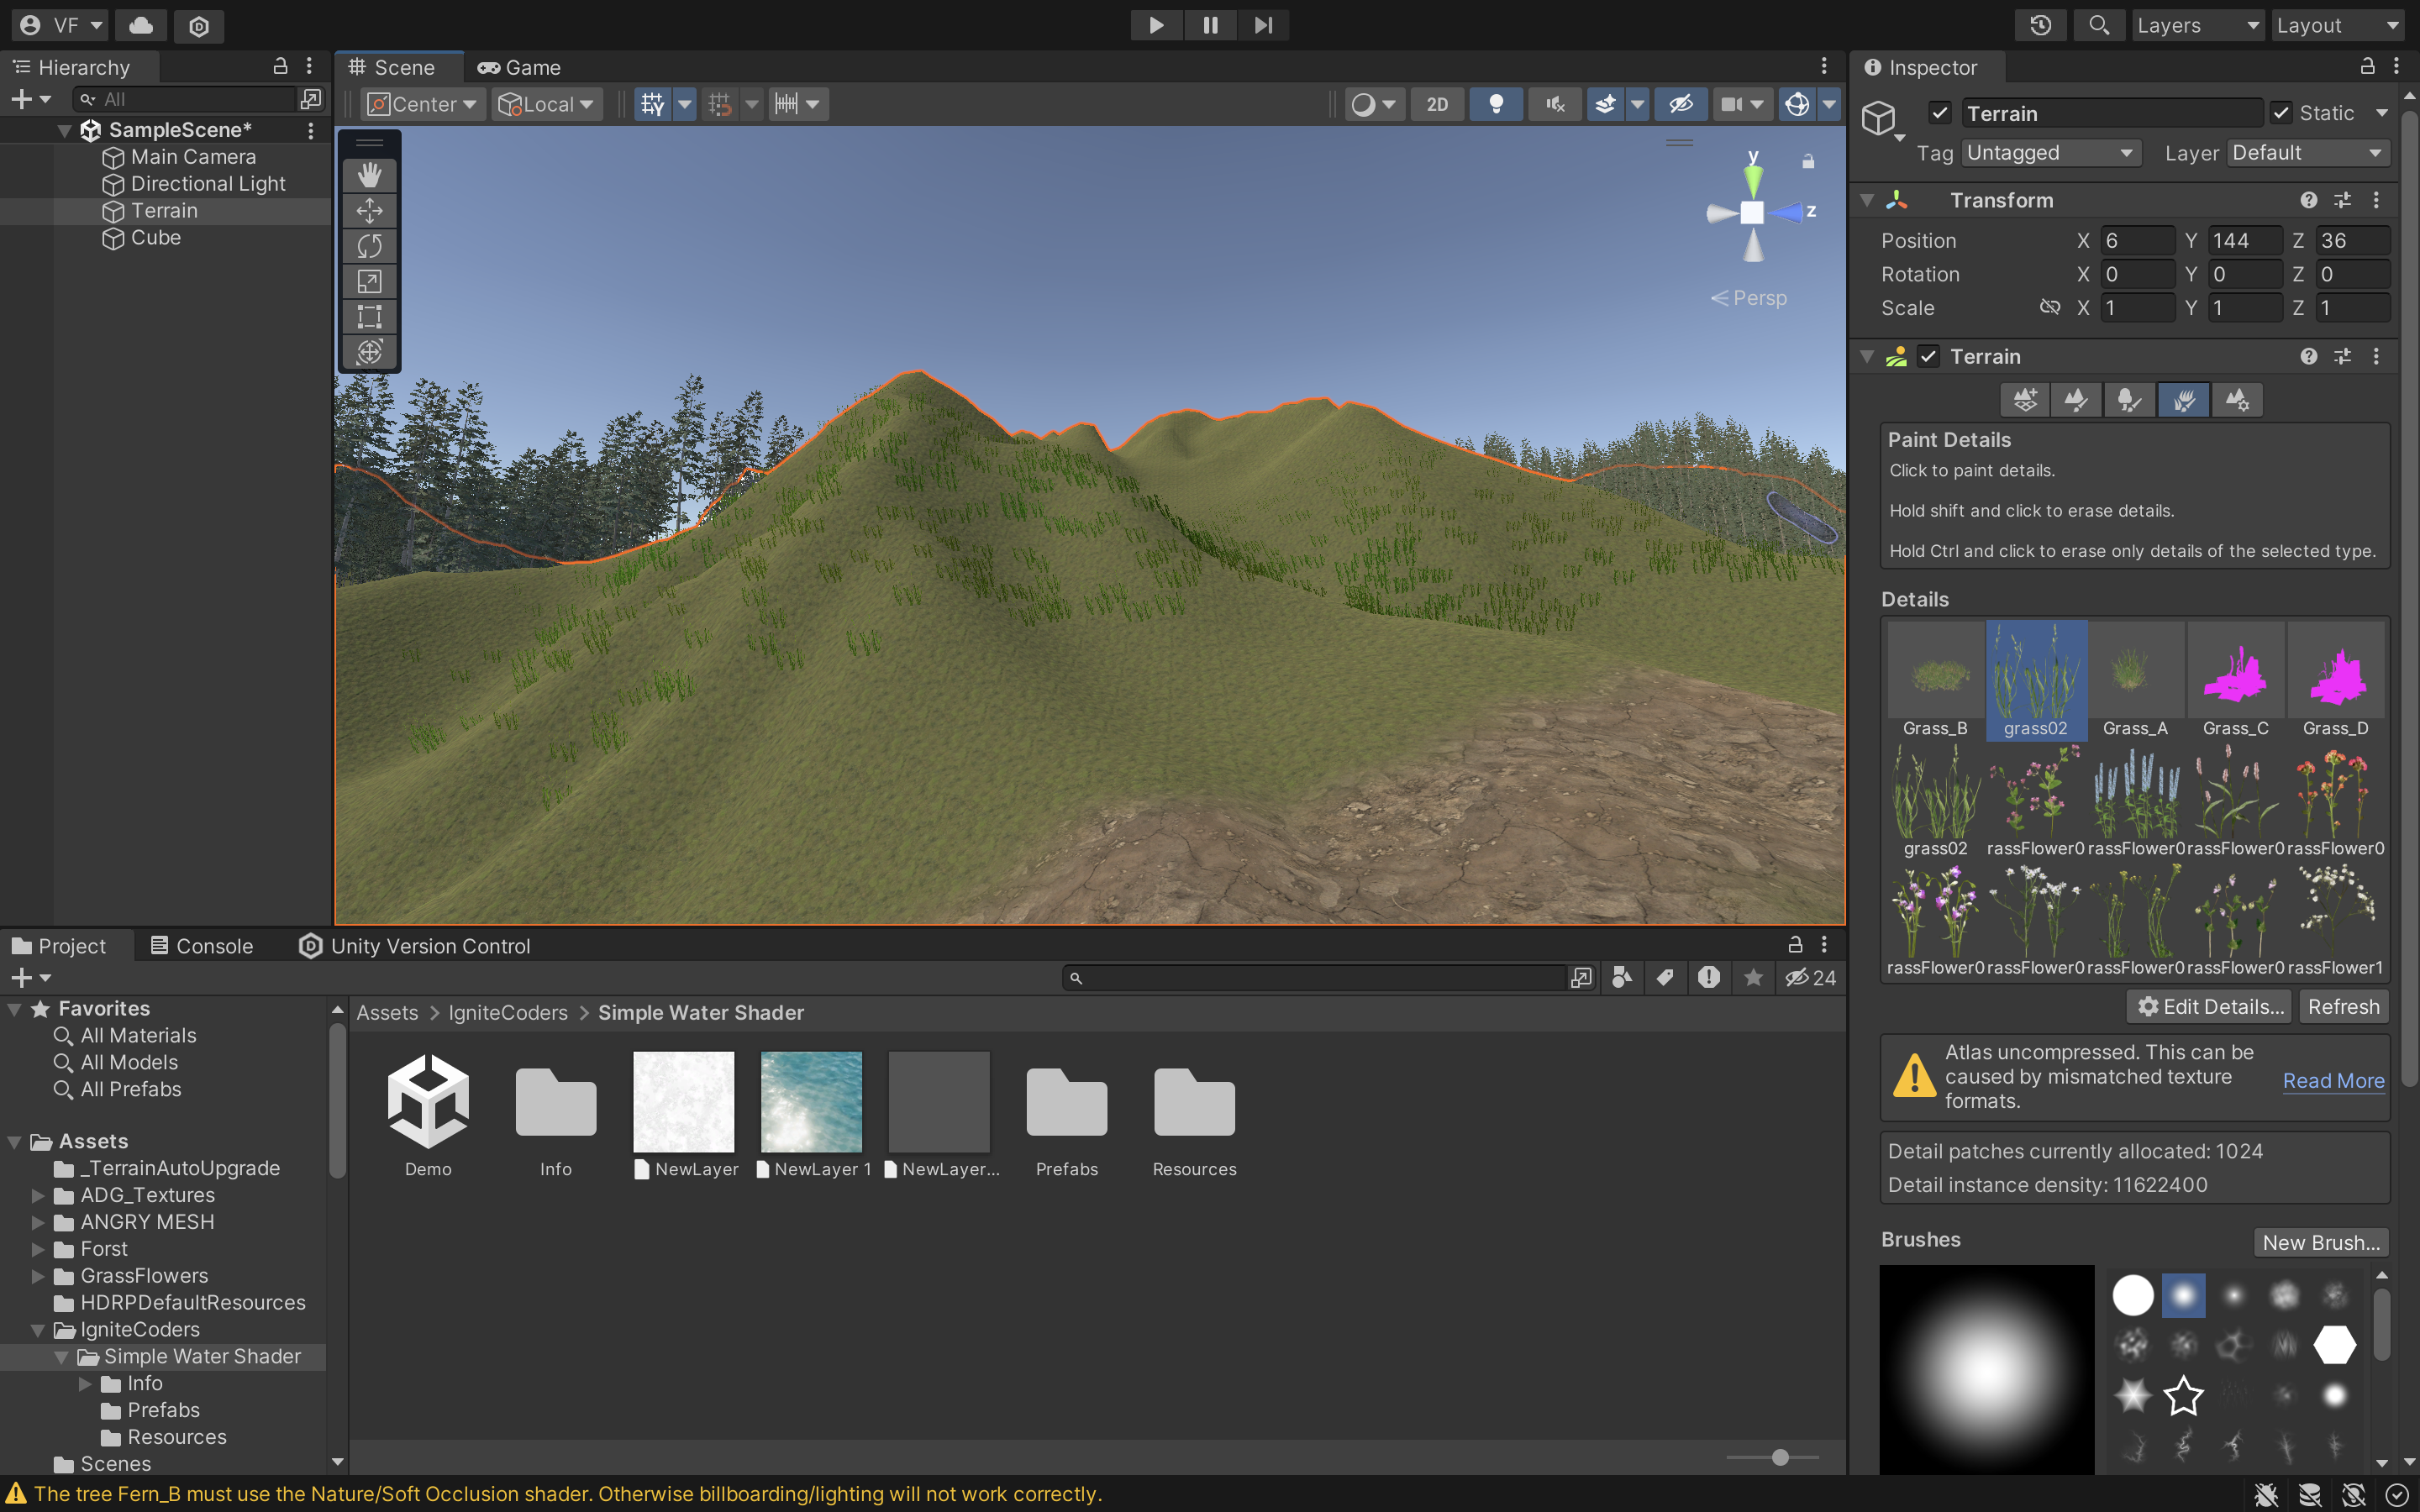 VF
Layers
Layout
Hierarchy
All
SampleScene*
Main Camera
Directional Light
Terrain
Cube
Scene
Game
Center
Local
2D
y
z
Persp
Inspector
Terrain
Static
Tag
Untagged
Layer
Default
Transform
Position X 6 Y 144 Z 36
Rotation X 0 Y 0 Z 0
Scale X 1 Y 1 Z 1
Terrain
Paint Details
Click to paint details.
Hold shift and click to erase details.
Hold Ctrl and click to erase only details of the selected type.
Details
Grass_B
grass02
Grass_A
Grass_C
Grass_D
grass02
rassFlower0
rassFlower0
rassFlower0
rassFlower0
rassFlower0
rassFlower0
rassFlower0
rassFlower0
rassFlower1
Edit Details...
Refresh
Atlas uncompressed. This can be
caused by mismatched texture
formats.
Read More
Detail patches currently allocated: 1024
Detail instance density: 11622400
Brushes
New Brush...
Project
Console
Unity Version Control
24
Favorites
All Materials
All Models
All Prefabs
Assets
_TerrainAutoUpgrade
ADG_Textures
ANGRY MESH
Forst
GrassFlowers
HDRPDefaultResources
IgniteCoders
Simple Water Shader
Info
Prefabs
Resources
Scenes
Assets > IgniteCoders > Simple Water Shader
Demo
Info
NewLayer
NewLayer 1
NewLayer...
Prefabs
Resources
The tree Fern_B must use the Nature/Soft Occlusion shader. Otherwise billboarding/lighting will not work correctly.